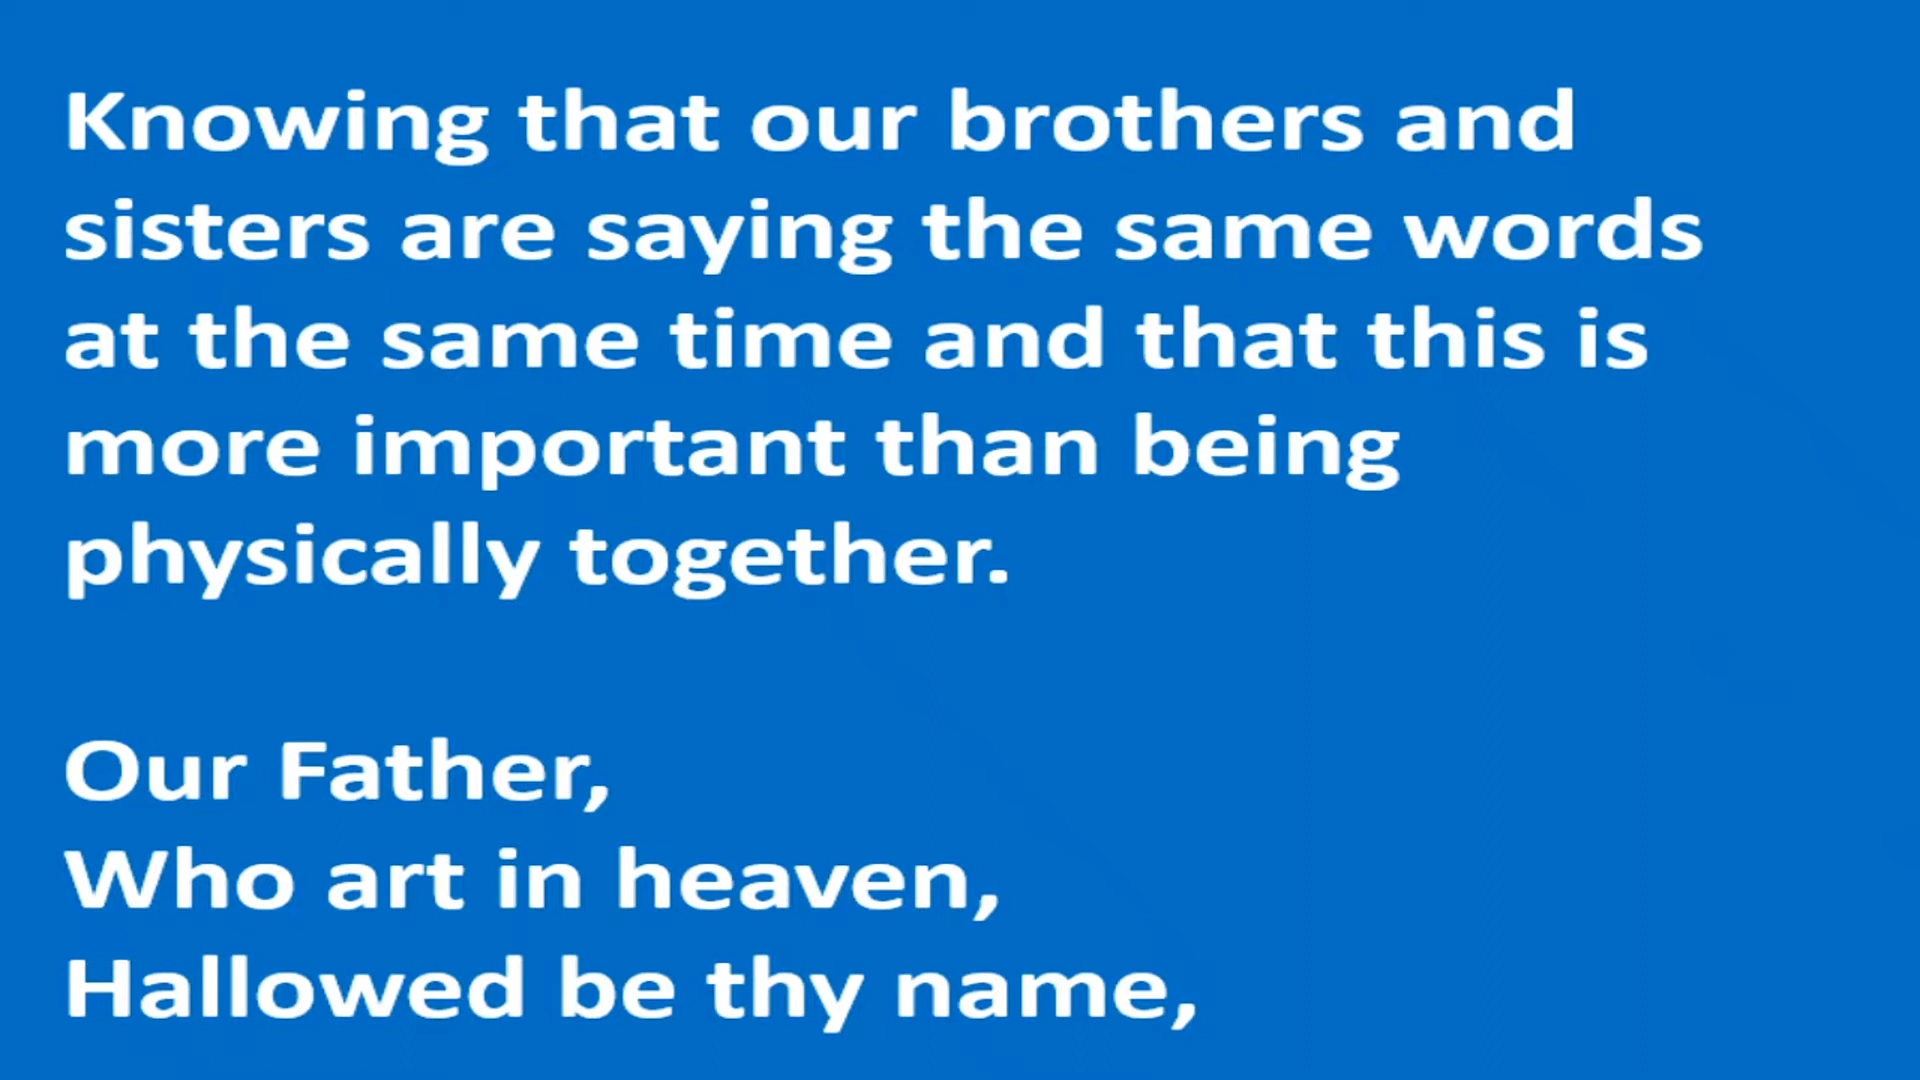 Knowing that our brothers and
sisters are saying the same words
at the same time and that this is
more important than being
physically together.
Our Father,
Who art in heaven,
Hallowed be thy name,